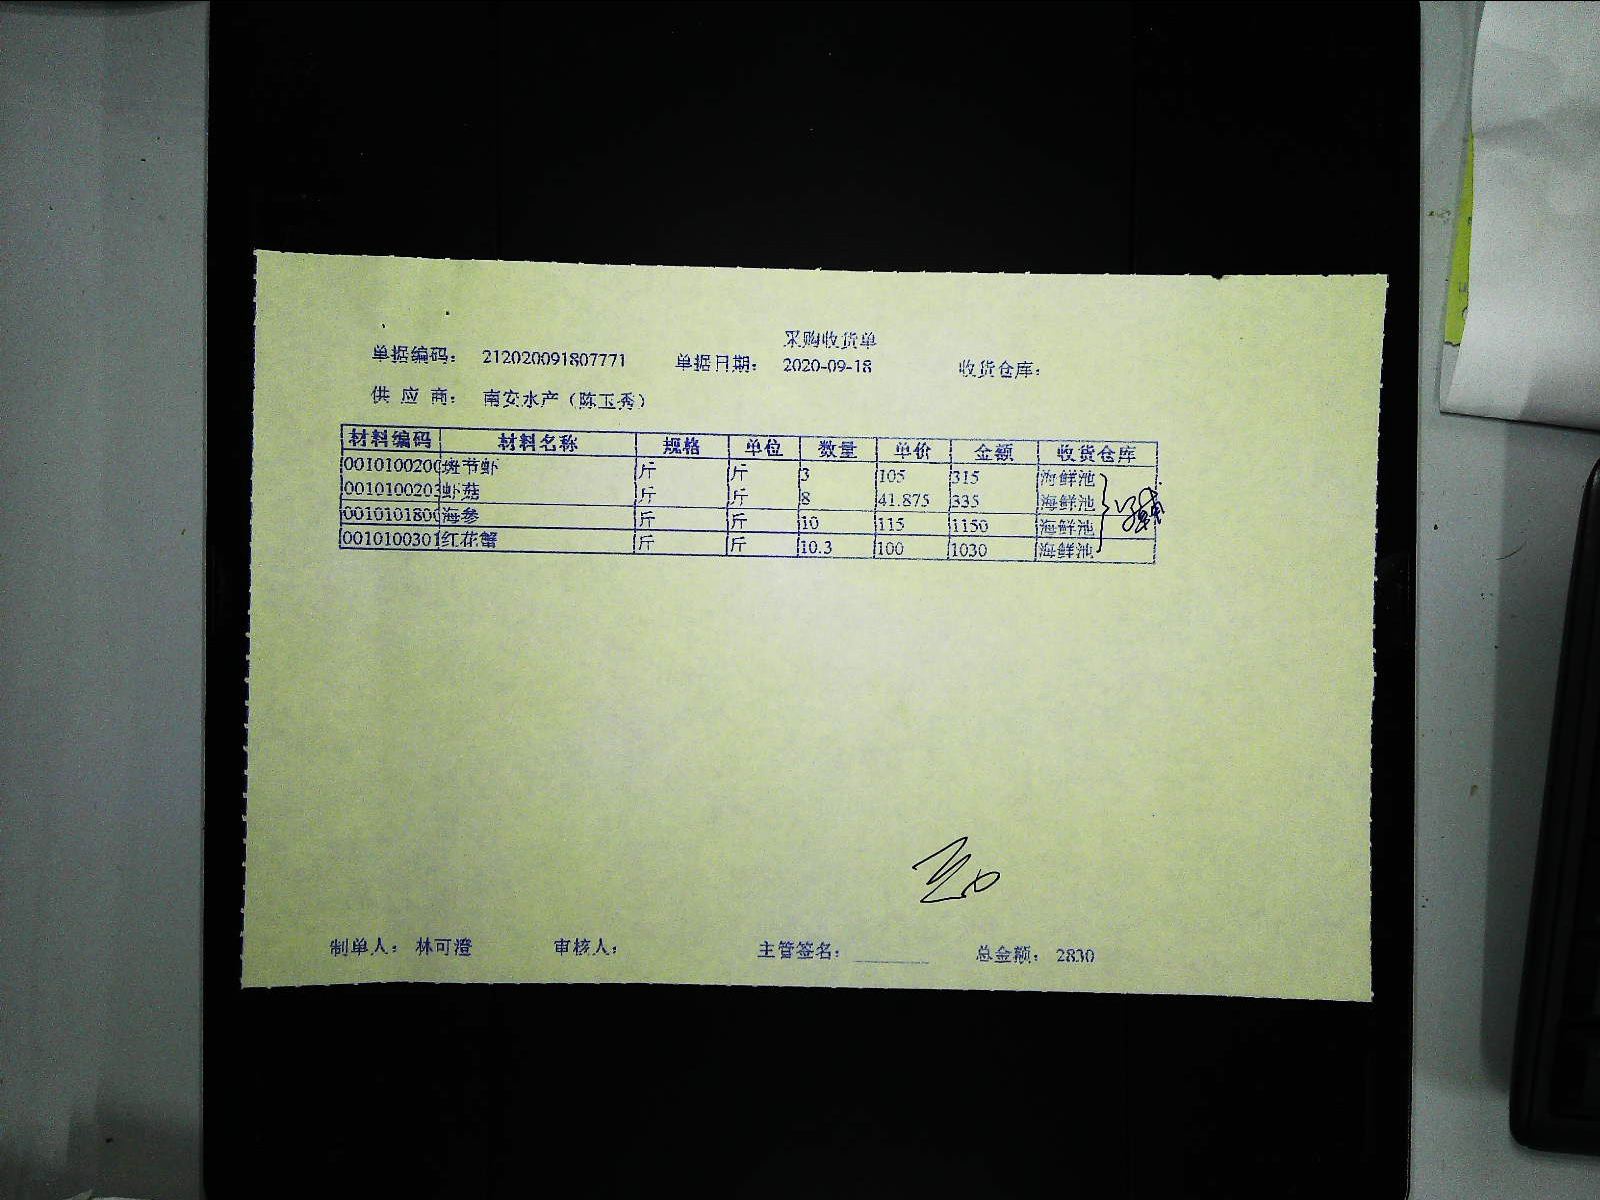 采购收货单
单据编码： 212020091807771 单据日期： 2020-09-18 收货仓库：
供 应 商： 南安水产（陈玉秀）
材料编码 材料名称 规格 单位 数量 单价 金额 收货仓库
0010100200 斑节虾 斤 斤 3 105 315 海鲜池
0010100203 虾菇 斤 斤 8 41.875 335 海鲜池
0010101800 海参 斤 斤 10 115 1150 海鲜池
0010100301 红花蟹 斤 斤 10.3 100 1030 海鲜池
制单人： 林可澄 审核人： 主管签名： 总金额： 2830